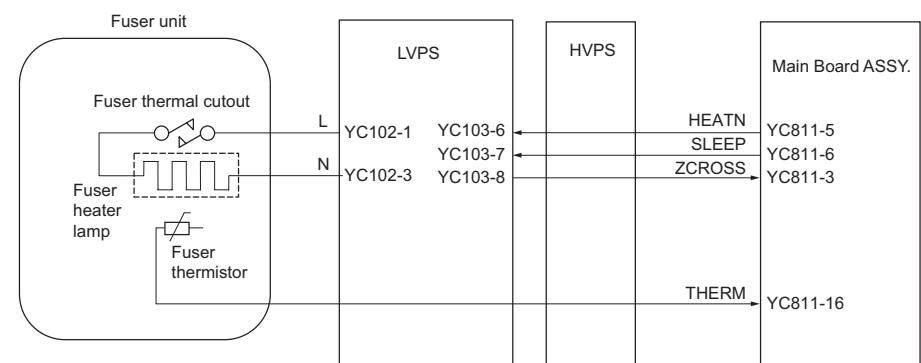 Fuser unit
LVPS
HVPS
Main Board ASSY.
Fuser thermal cutout
L
YC102-1
YC103-6
HEATN
YC811-5
YC103-7
SLEEP
YC811-6
N
YC102-3
YC103-8
ZCROSS
YC811-3
Fuser
heater
lamp
Fuser
thermistor
THERM
YC811-16